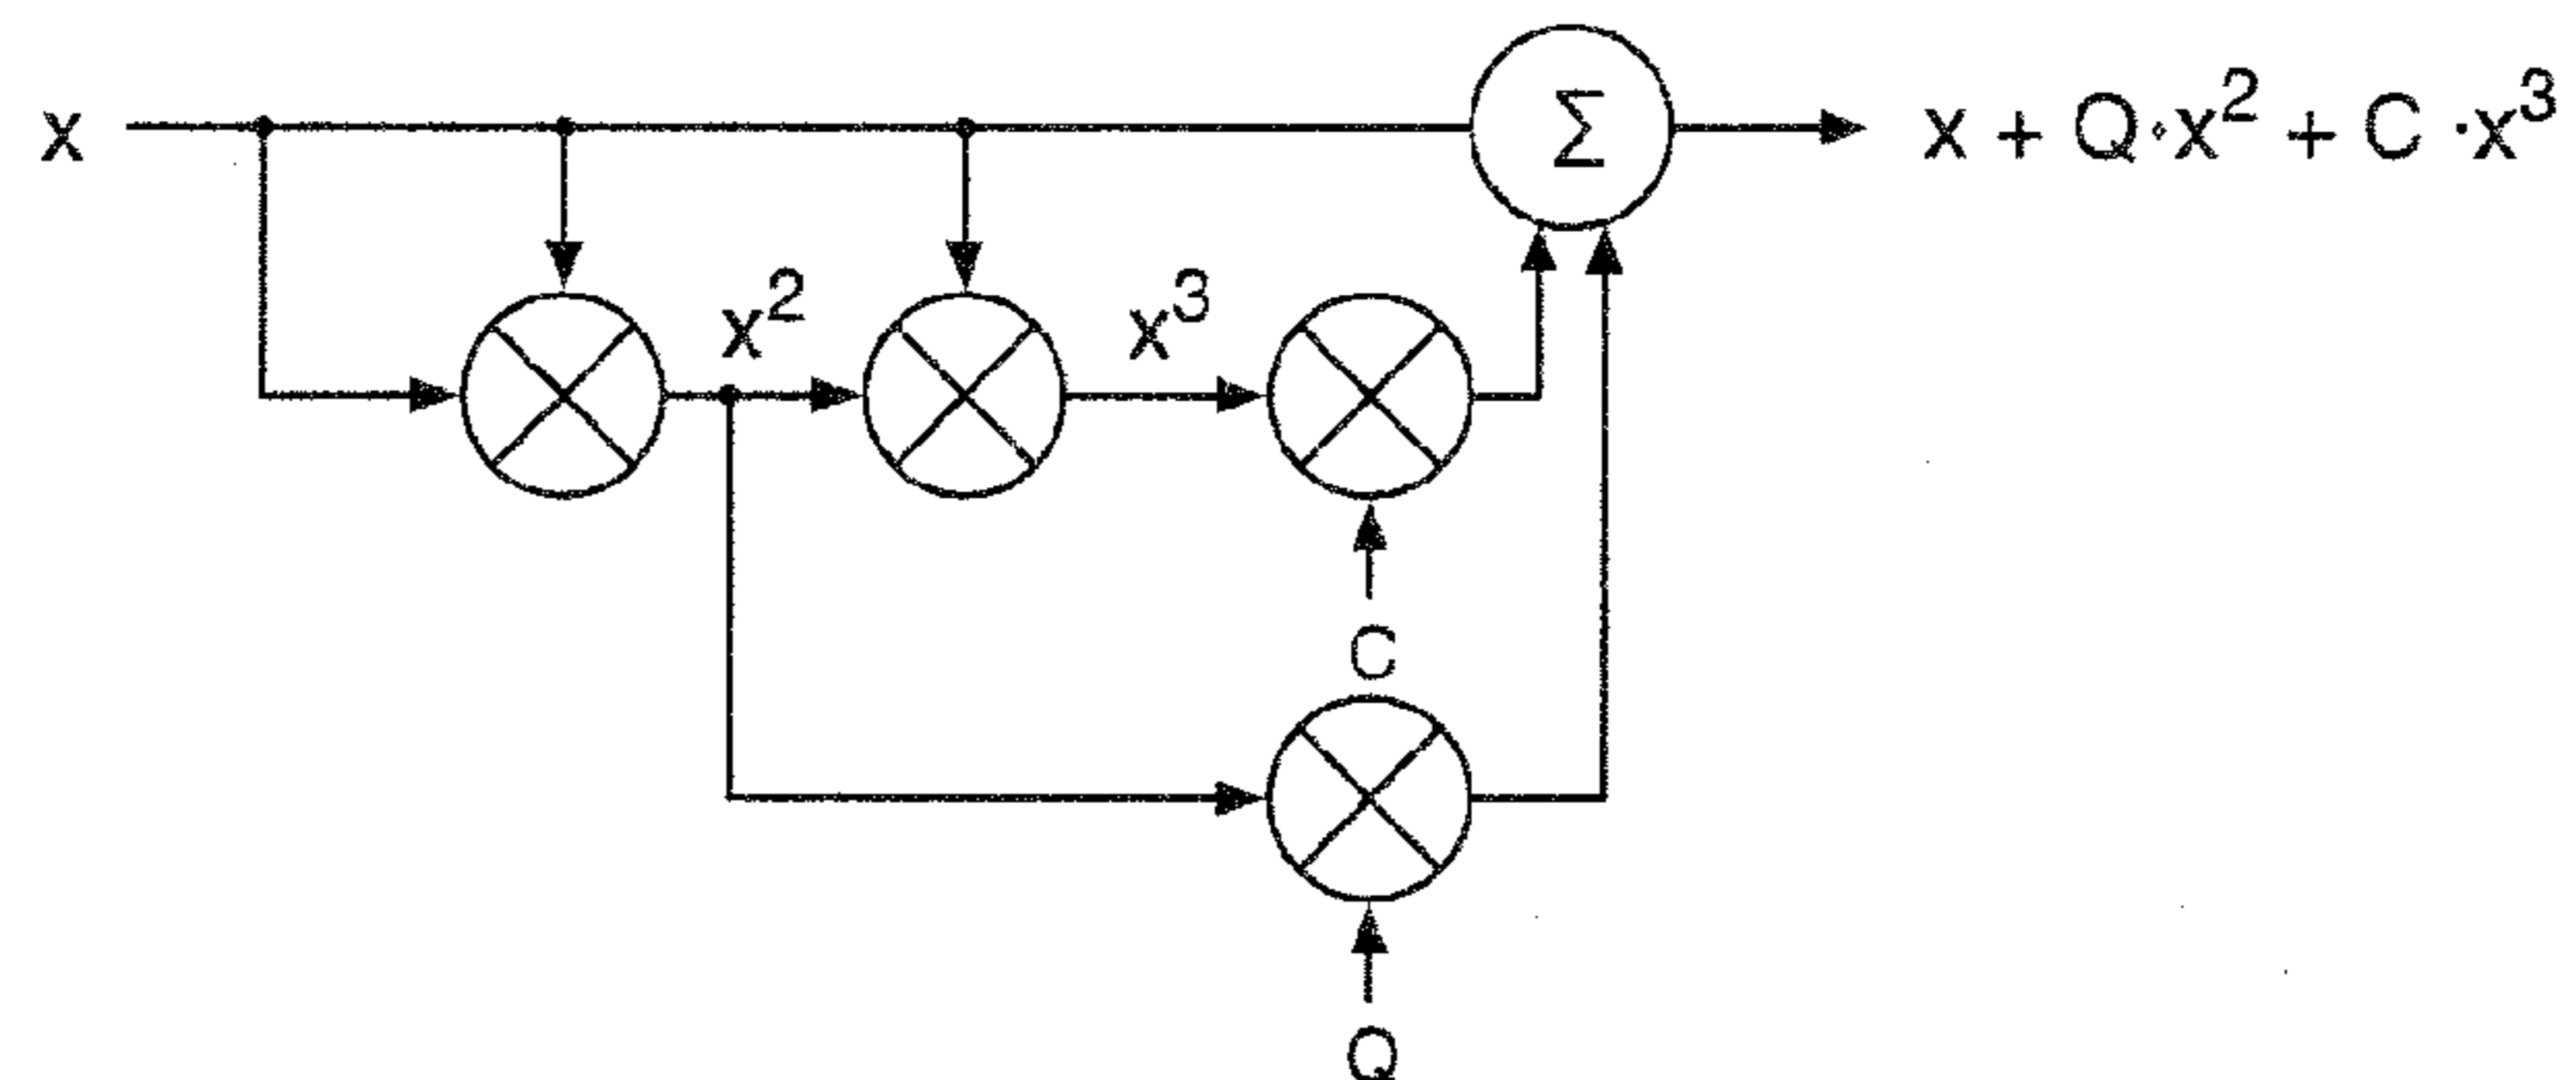 x
Σ
x + Q·x² + C ·x³
x²
x³
C
Q